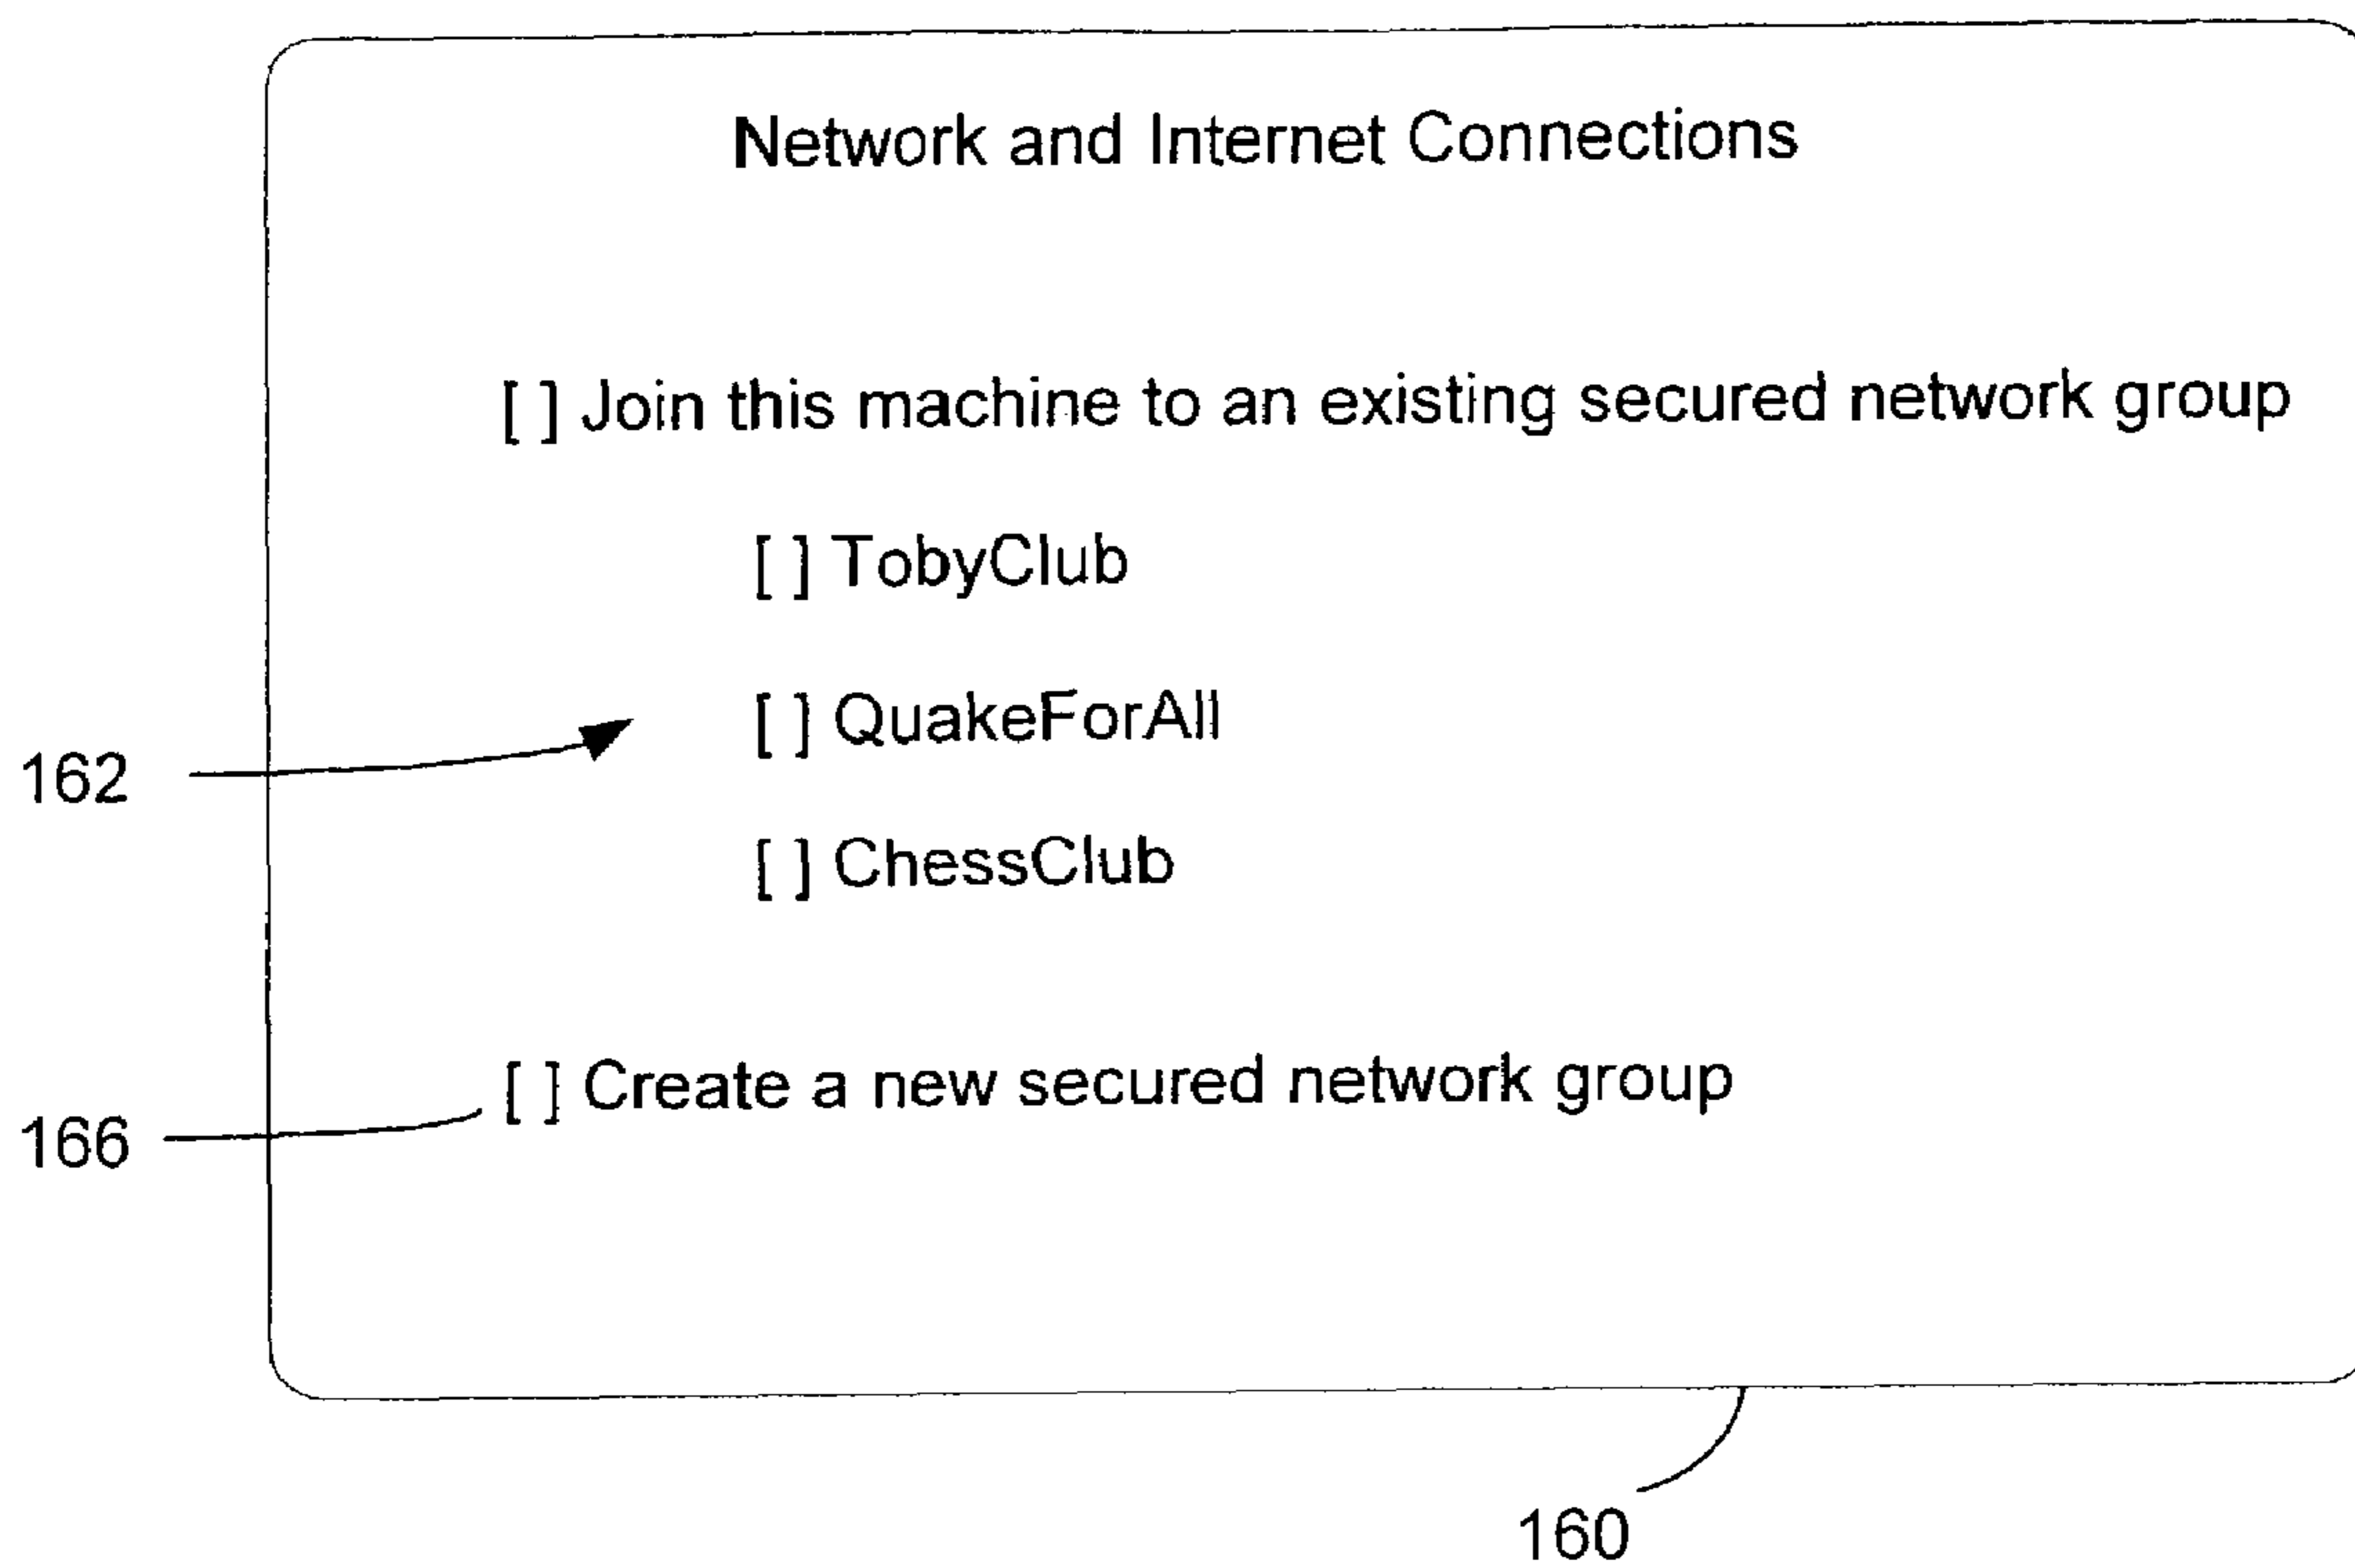 Network and Internet Connections
[ ] Join this machine to an existing secured network group
[ ] TobyClub
[ ] QuakeForAll
162
[ ] ChessClub
[ ] Create a new secured network group
166
160